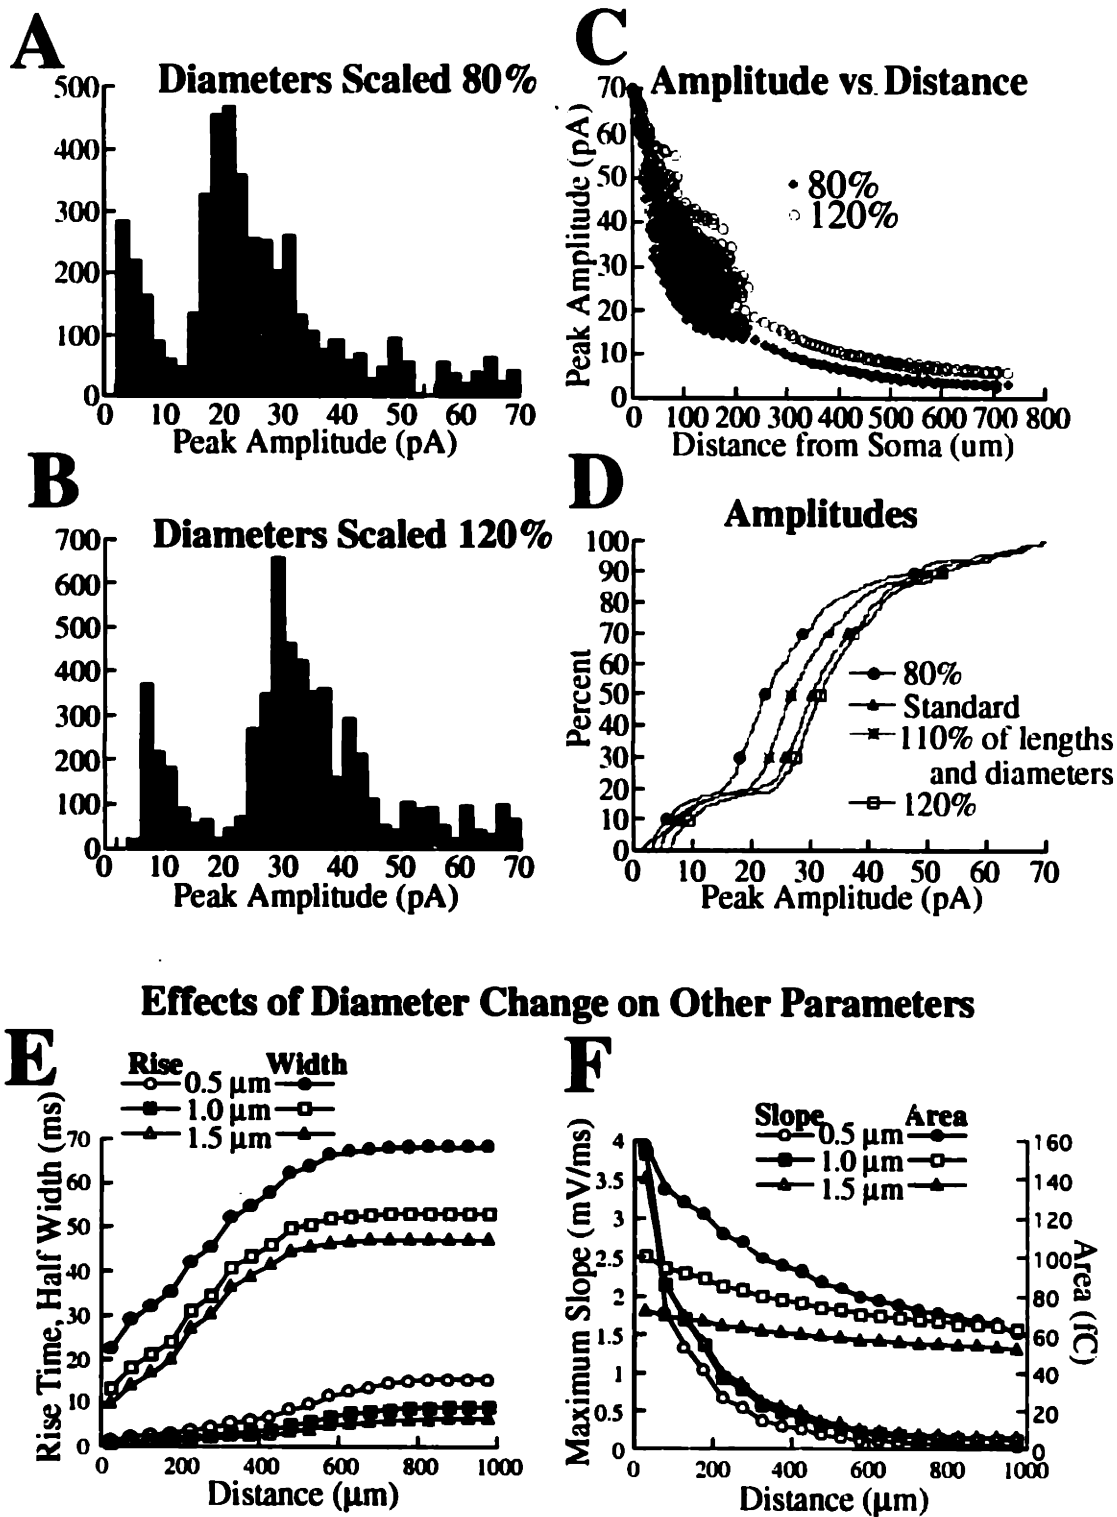 A
Diameters Scaled 80%
500
400
300
200
100
0
0 10 20 30 40 50 60 70
Peak Amplitude (pA)
B
Diameters Scaled 120%
700
600
500
400
300
200
100
0
0 10 20 30 40 50 60 70
Peak Amplitude (pA)
C
Amplitude vs Distance
Peak Amplitude (pA)
70
60
50
40
30
20
10
0
80%
120%
0 100 200 300 400 500 600 700 800
Distance from Soma (um)
D
Amplitudes
Percent
100
90
80
70
60
50
40
30
20
10
0
80%
Standard
110% of lengths
and diameters
120%
0 10 20 30 40 50 60 70
Peak Amplitude (pA)
Effects of Diameter Change on Other Parameters
E
Rise Width
0.5 μm
1.0 μm
1.5 μm
Rise Time, Half Width (ms)
70
60
50
40
30
20
10
0
0 200 400 600 800 1000
Distance (μm)
F
Slope Area
0.5 μm
1.0 μm
1.5 μm
Maximum Slope (mV/ms)
4
3.5
3
2.5
2
1.5
1
0.5
0
160
140
120
100
80
60
40
20
0
Area (fC)
0 200 400 600 800 1000
Distance (μm)